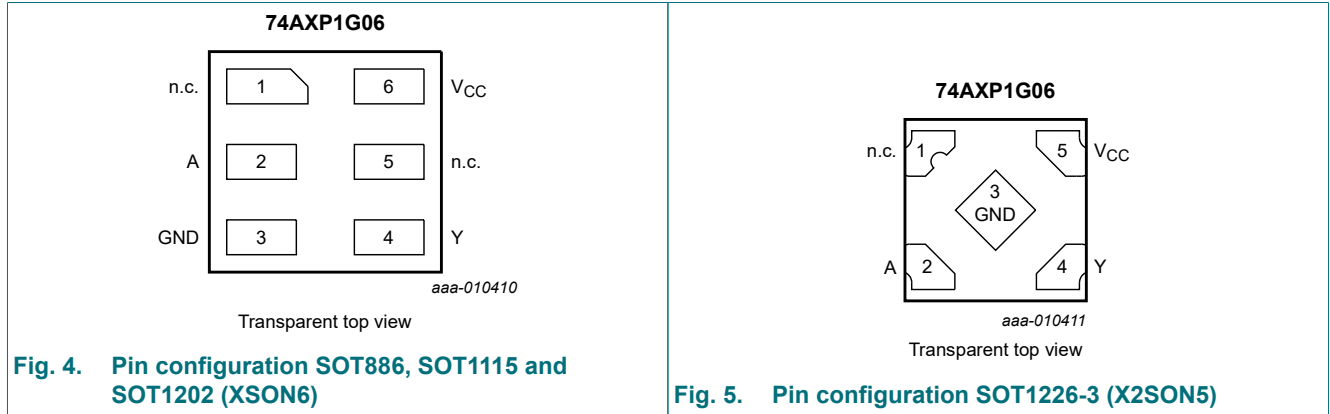 74AXP1G06
n.c. 1 6 VCC
A 2 5 n.c.
GND 3 4 Y
aaa-010410
Transparent top view
Fig. 4. Pin configuration SOT886, SOT1115 and
SOT1202 (XSON6)
74AXP1G06
n.c. 1 5 VCC
3
GND
A 2 4 Y
aaa-010411
Transparent top view
Fig. 5. Pin configuration SOT1226-3 (X2SON5)